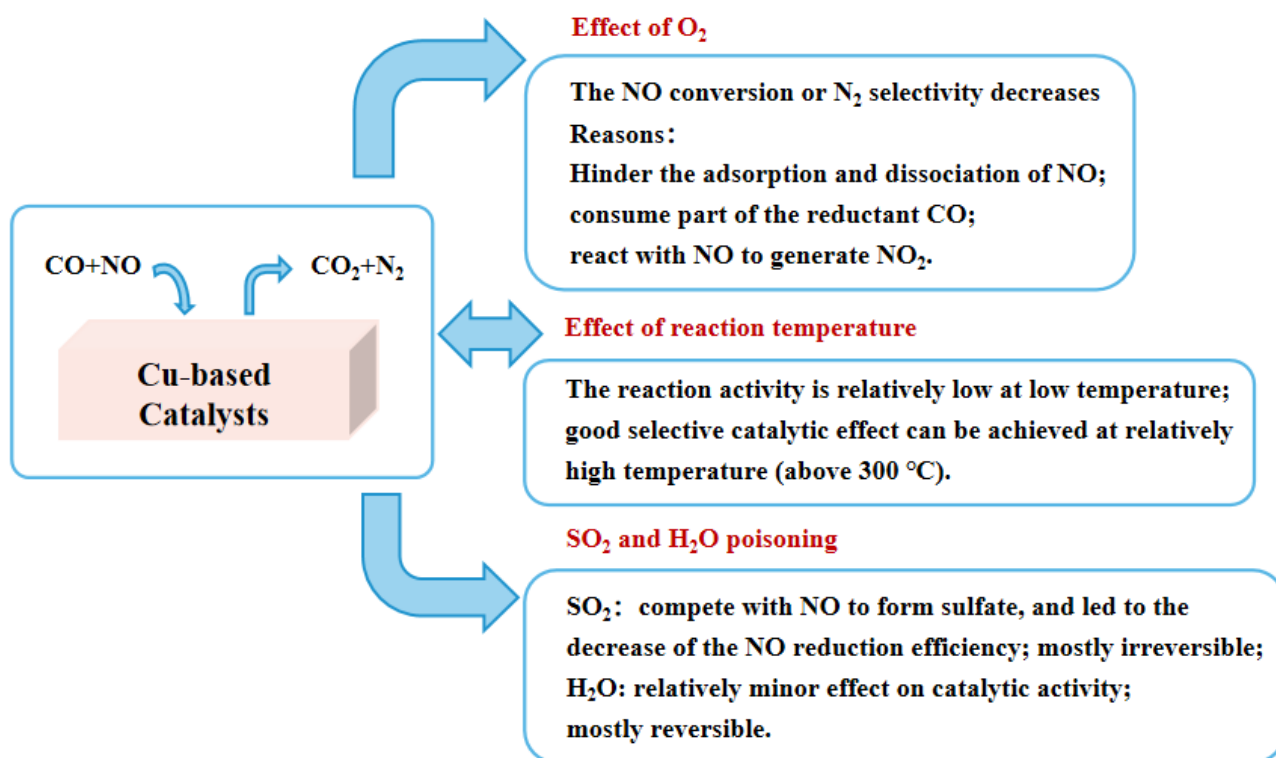 Effect of O₂
The NO conversion or N₂ selectivity decreases
Reasons：
Hinder the adsorption and dissociation of NO;
consume part of the reductant CO;
react with NO to generate NO₂.
CO+NO
CO₂+N₂
Cu-based
Catalysts
Effect of reaction temperature
The reaction activity is relatively low at low temperature;
good selective catalytic effect can be achieved at relatively
high temperature (above 300 °C).
SO₂ and H₂O poisoning
SO₂： compete with NO to form sulfate, and led to the
decrease of the NO reduction efficiency; mostly irreversible;
H₂O: relatively minor effect on catalytic activity;
mostly reversible.